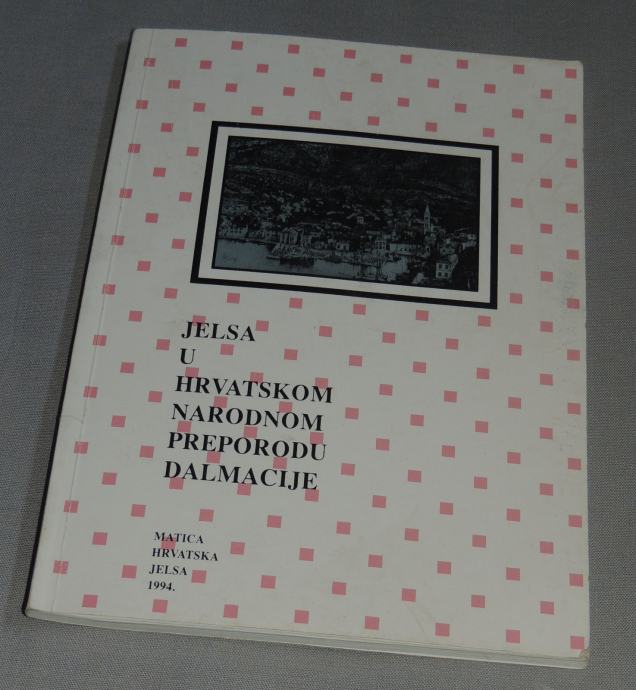 JELSA
U
HRVATSKOM
NARODNOM
PREPORODU
DALMACIJE
MATICA
HRVATSKA
JELSA
1994.